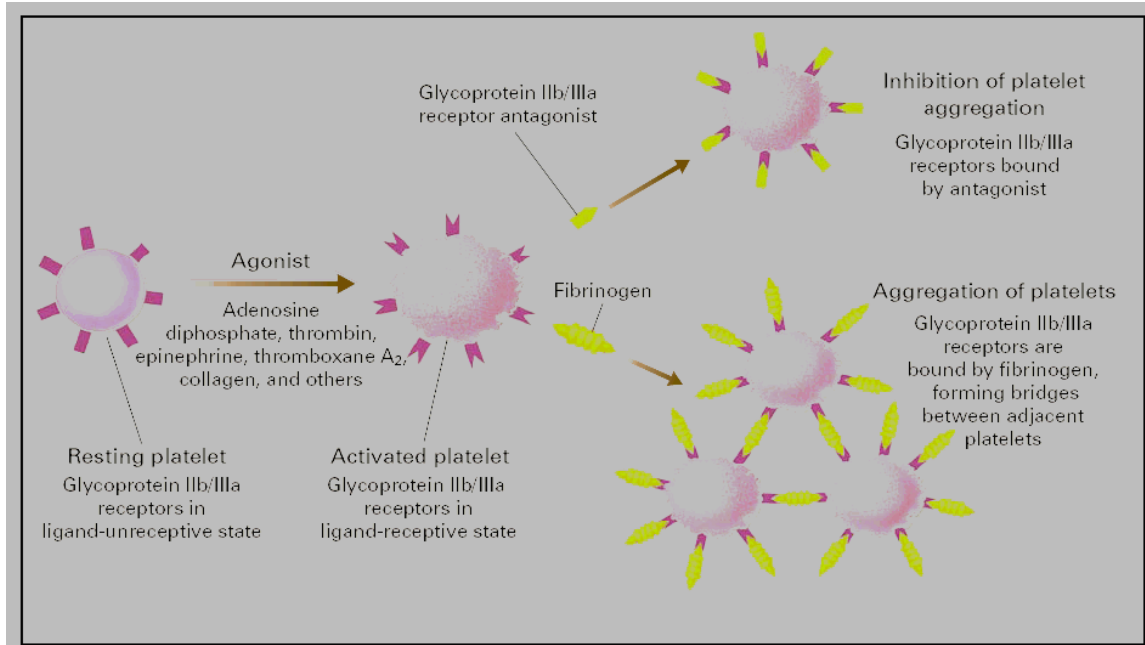 Glycoprotein IIb/IIIa
receptor antagonist
Inhibition of platelet
aggregation
Glycoprotein IIb/IIIa
receptors bound
by antagonist
Agonist
Adenosine
diphosphate, thrombin,
epinephrine, thromboxane A₂,
collagen, and others
Fibrinogen
Aggregation of platelets
Glycoprotein IIb/IIIa
receptors are
bound by fibrinogen,
forming bridges
between adjacent
platelets
Resting platelet
Glycoprotein IIb/IIIa
receptors in
ligand-unreceptive state
Activated platelet
Glycoprotein IIb/IIIa
receptors in
ligand-receptive state